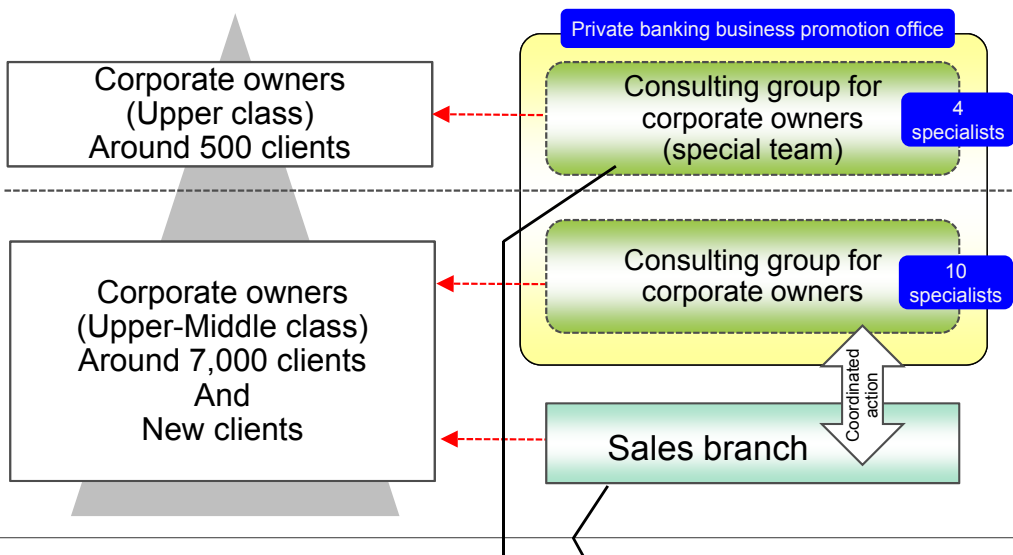 Private banking business promotion office
Corporate owners
(Upper class)
Around 500 clients
Consulting group for
corporate owners
(special team)
4
specialists
Corporate owners
(Upper-Middle class)
Around 7,000 clients
And
New clients
Consulting group for
corporate owners
10
specialists
Coordinated
action
Sales branch